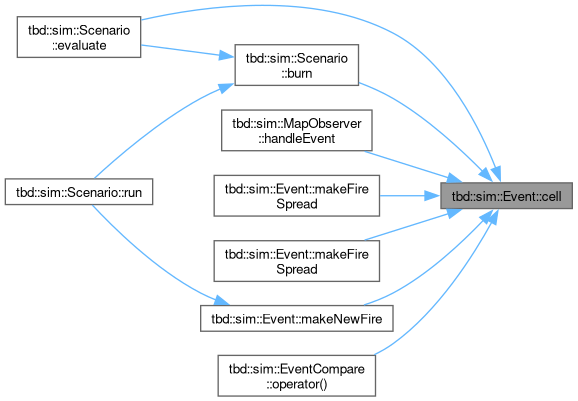 tbd::sim::Scenario
::evaluate
tbd::sim::Scenario
::burn
tbd::sim::MapObserver
::handleEvent
tbd::sim::Scenario::run
tbd::sim::Event::makeFire
Spread
tbd::sim::Event::cell
tbd::sim::Event::makeFire
Spread
tbd::sim::Event::makeNewFire
tbd::sim::EventCompare
::operator()